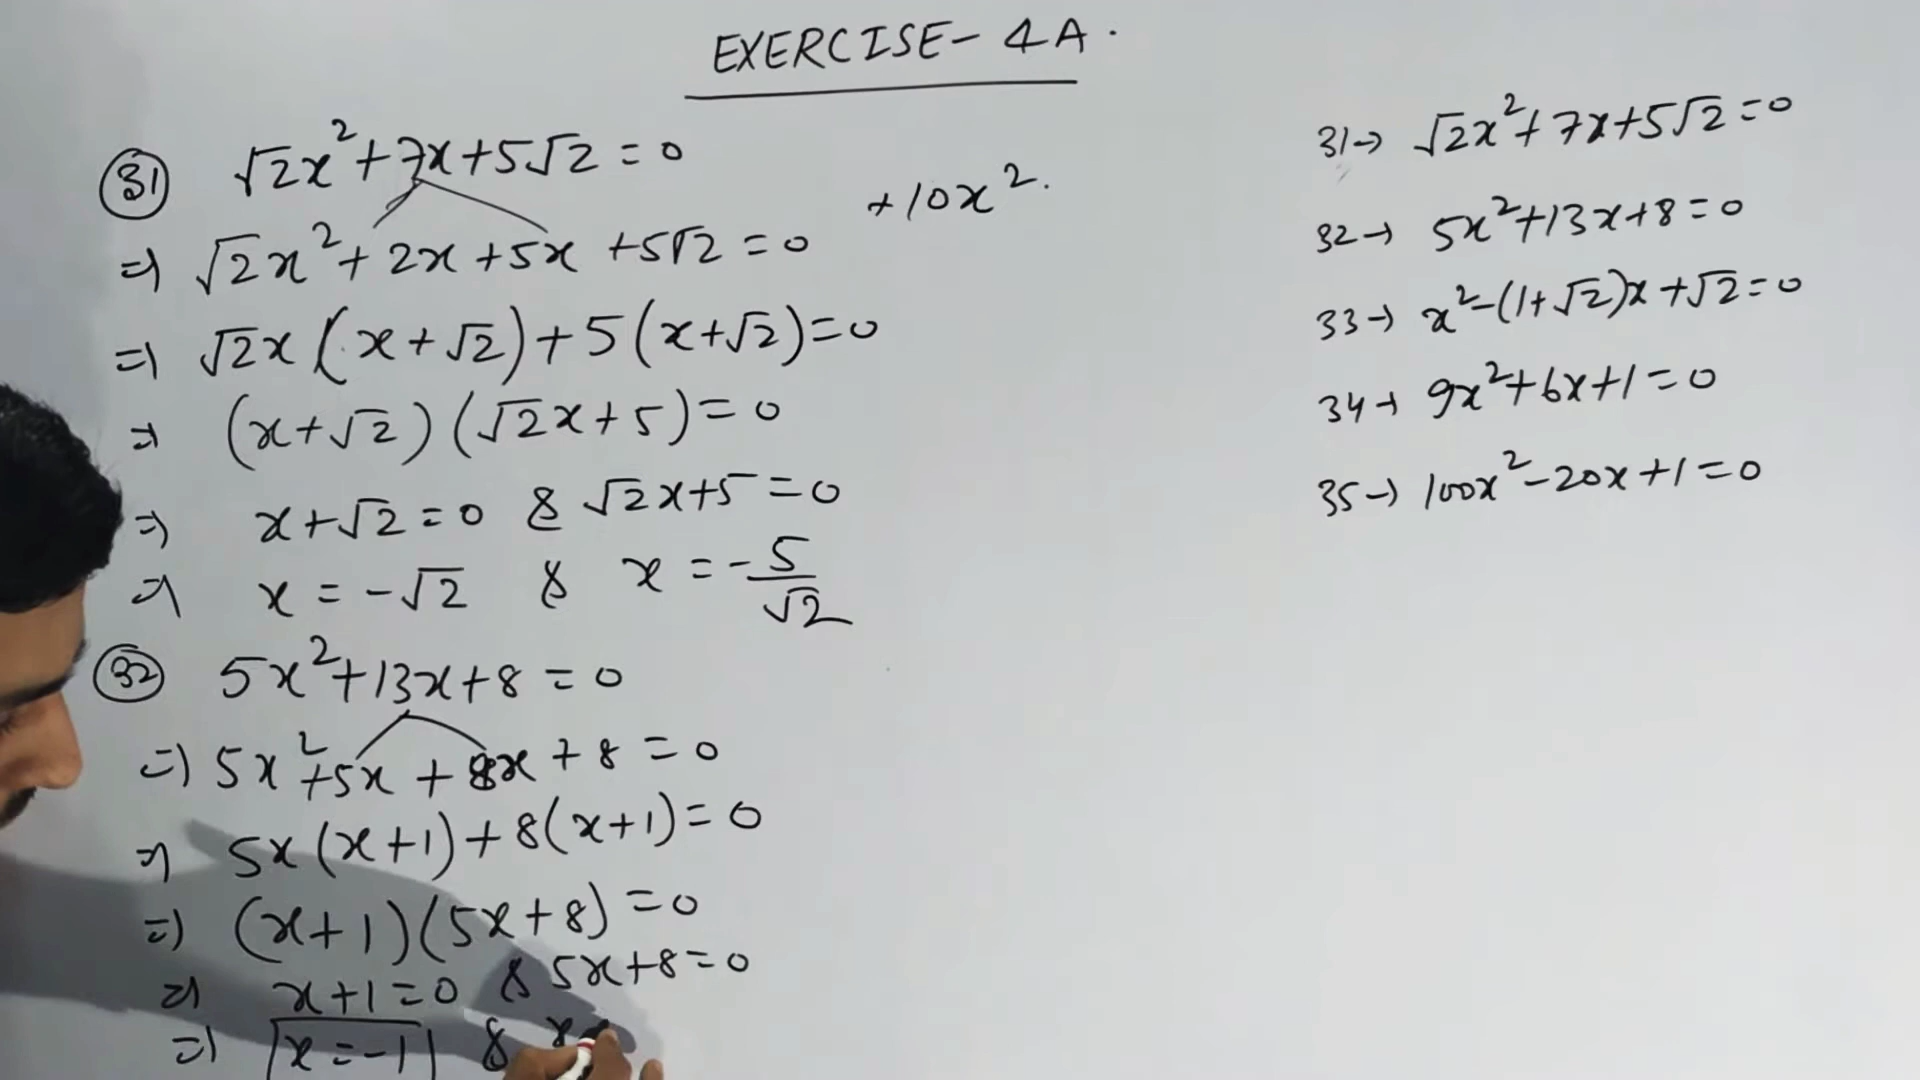 EXERCISE- 4A.
31 √2x²+7x+5√2=0
+10x².
⇒ √2x²+2x+5x+5√2=0
⇒ √2x(x+√2)+5(x+√2)=0
⇒ (x+√2)(√2x+5)=0
⇒ x+√2=0 & √2x+5=0
⇒ x=-√2 & x=-5/√2
32 5x²+13x+8=0
⇒ 5x²+5x+8x+8=0
⇒ 5x(x+1)+8(x+1)=0
⇒ (x+1)(5x+8)=0
⇒ x+1=0 & 5x+8=0
⇒ x=-1 & x
31→ √2x²+7x+5√2=0
32→ 5x²+13x+8=0
33→ x²-(1+√2)x+√2=0
34→ 9x²+6x+1=0
35→ 100x²-20x+1=0